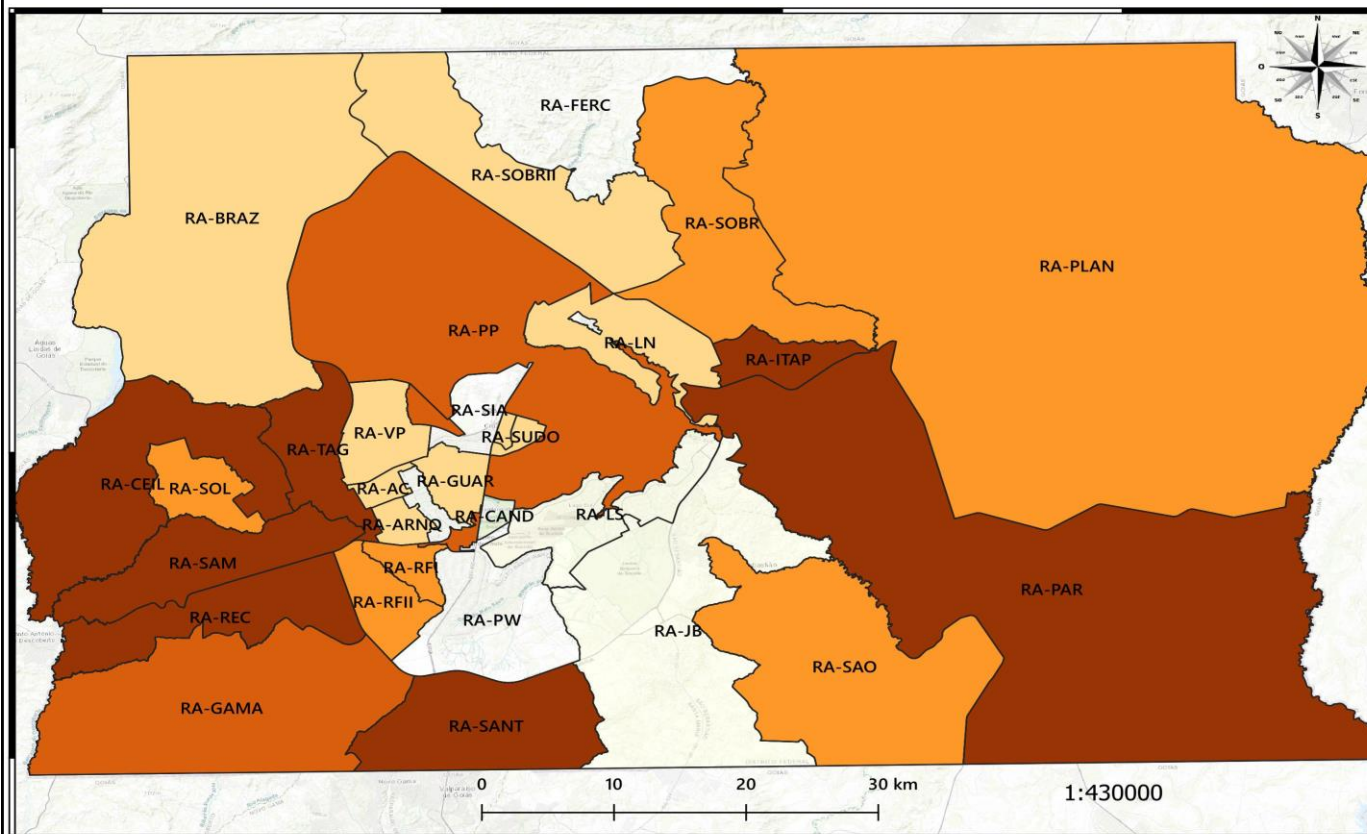 N
O
S
RA-FERC
RA-SOBRII
RA-BRAZ
RA-SOBR
RA-PLAN
RA-PP
RA-LN
RA-ITAP
RA-SIA
RA-VP
RA-SUDO
RA-TAG
RA-CEIL
RA-SOL
RA-AC
RA-GUAR
RA-ARNQ
RA-CAND
RA-LS
RA-SAM
RA-RFI
RA-RFII
RA-REC
RA-PW
RA-JB
RA-PAR
RA-SAO
RA-GAMA
RA-SANT
0 10 20 30 km
1:430000